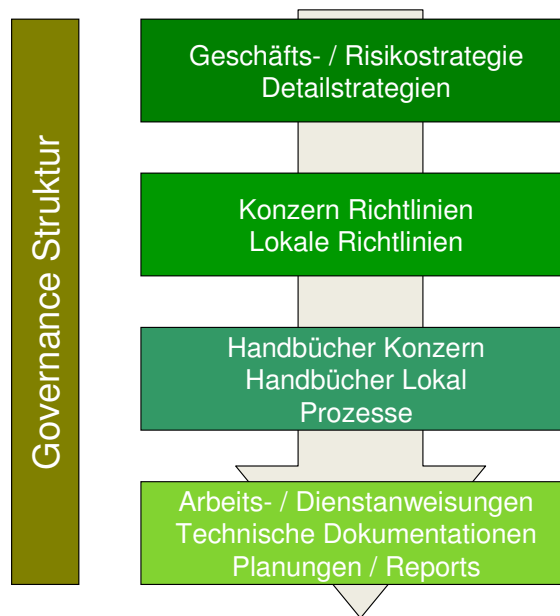 Governance Struktur
Geschäfts- / Risikostrategie
Detailstrategien
Konzern Richtlinien
Lokale Richtlinien
Handbücher Konzern
Handbücher Lokal
Prozesse
Arbeits- / Dienstanweisungen
Technische Dokumentationen
Planungen / Reports